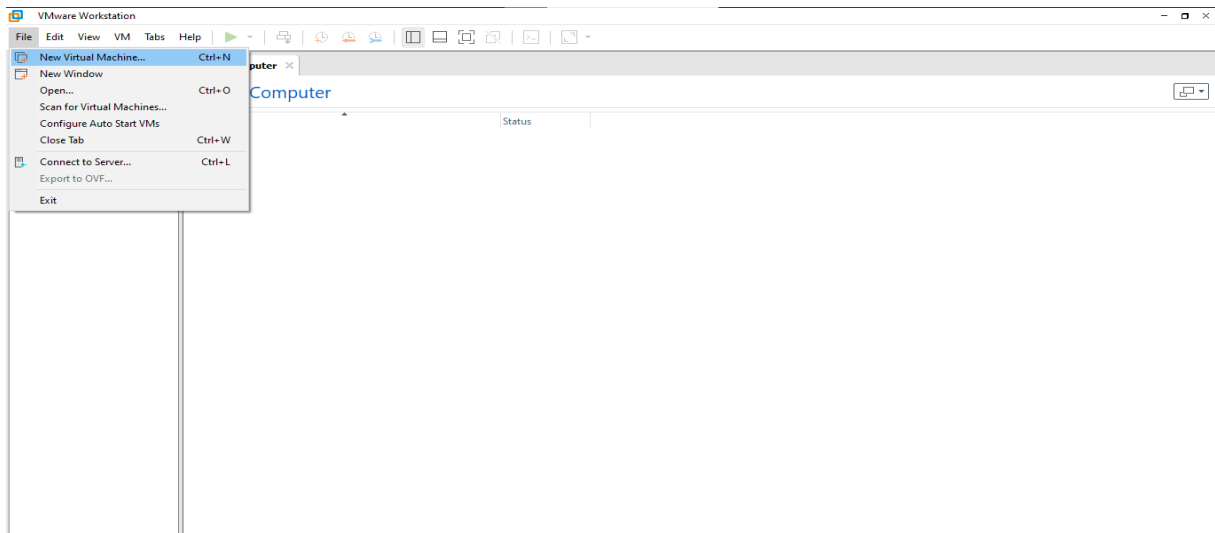 VMware Workstation
File Edit View VM Tabs Help
New Virtual Machine... Ctrl+N
New Window
Open... Ctrl+O
Scan for Virtual Machines...
Configure Auto Start VMs
Close Tab Ctrl+W
Connect to Server... Ctrl+L
Export to OVF...
Exit
puter
Computer
Status